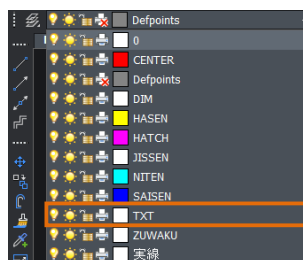 Defpoints
0
CENTER
Defpoints
DIM
HASEN
HATCH
JISSEN
NITEN
SAISEN
TXT
ZUWAKU
実線